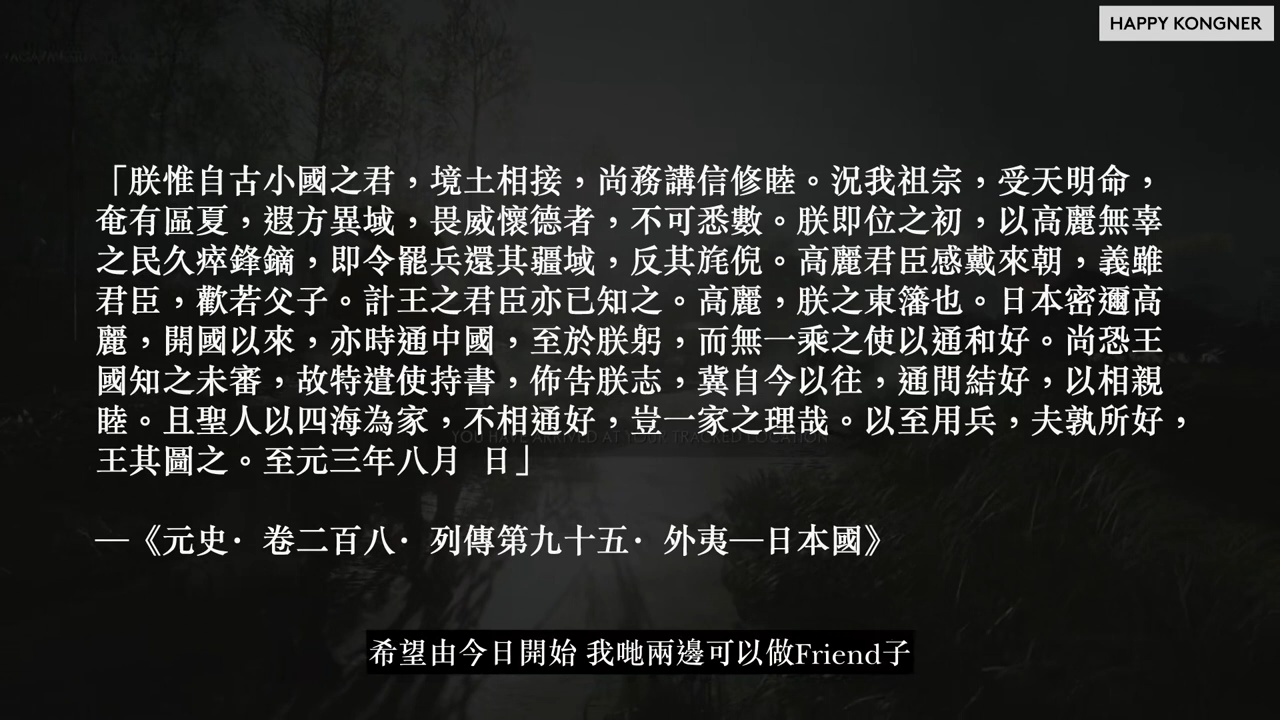 HAPPY KONGNER
「朕惟自古小國之君，境土相接，尚務講信修睦。況我祖宗，受天明命，
奄有區夏，遐方異域，畏威懷德者，不可悉數。朕即位之初，以高麗無辜
之民久瘁鋒鏑，即令罷兵還其疆域，反其旄倪。高麗君臣感戴來朝，義雖
君臣，歡若父子。計王之君臣亦已知之。高麗，朕之東籓也。日本密邇高
麗，開國以來，亦時通中國，至於朕躬，而無一乘之使以通和好。尚恐王
國知之未審，故特遣使持書，佈告朕志，冀自今以往，通問結好，以相親
睦。且聖人以四海為家，不相通好，豈一家之理哉。以至用兵，夫孰所好，
YOU HAVE ARRIVED AT YOUR TRACKED LOCATION
王其圖之。至元三年八月　日」
—《元史．卷二百八．列傳第九十五．外夷—日本國》
希望由今日開始 我哋兩邊可以做Friend子